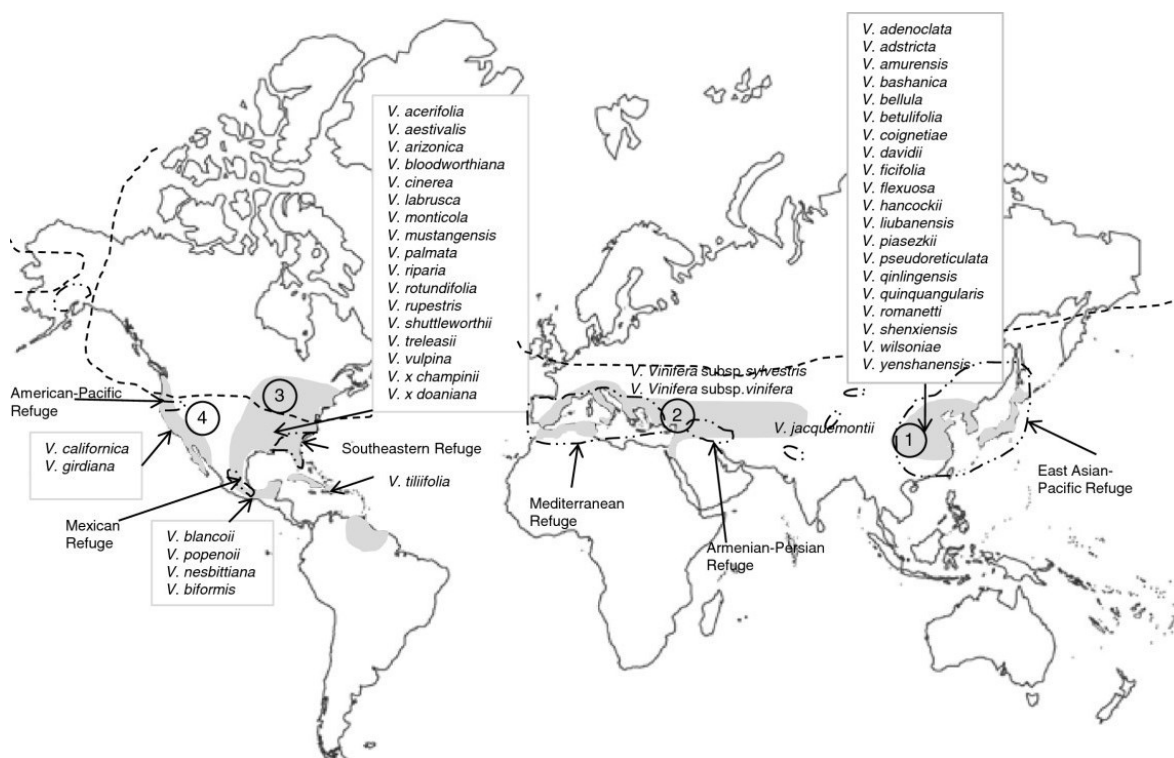 V. adenoclata
V. adstricta
V. amurensis
V. bashanica
V. bellula
V. betulifolia
V. coignetiae
V. davidii
V. ficifolia
V. flexuosa
V. hancockii
V. liubanensis
V. piasezkii
V. pseudoreticulata
V. qinlingensis
V. quinquangularis
V. romanetti
V. shenxiensis
V. wilsoniae
V. yenshanensis
V. acerifolia
V. aestivalis
V. arizonica
V. bloodworthiana
V. cinerea
V. labrusca
V. monticola
V. mustangensis
V. palmata
V. riparia
V. rotundifolia
V. rupestris
V. shuttleworthii
V. treleasii
V. vulpina
V. x champinii
V. x doaniana
American-Pacific
Refuge
4
3
V. californica
V. girdiana
Southeastern Refuge
V. tiliifolia
Mexican
Refuge
V. blancoii
V. popenoii
V. nesbittiana
V. biformis
V. Vinifera subsp.sylvestris
V. Vinifera subsp.vinifera
2
V. jacquemontii
1
Mediterranean
Refuge
Armenian-Persian
Refuge
East Asian-
Pacific Refuge